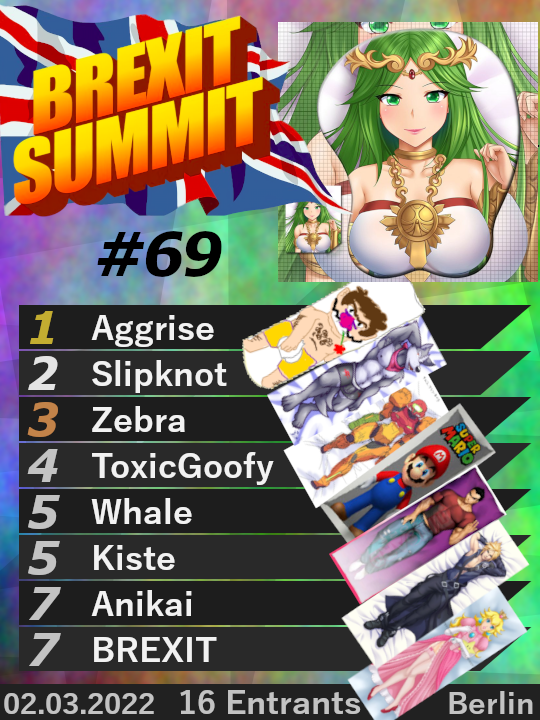 BREXIT
SUMMIT
#69
1 Aggrise
2 Slipknot
3 Zebra
4 ToxicGoofy
5 Whale
5 Kiste
7 Anikai
7 BREXIT
SUPER
MARIO
02.03.2022 16 Entrants Berlin